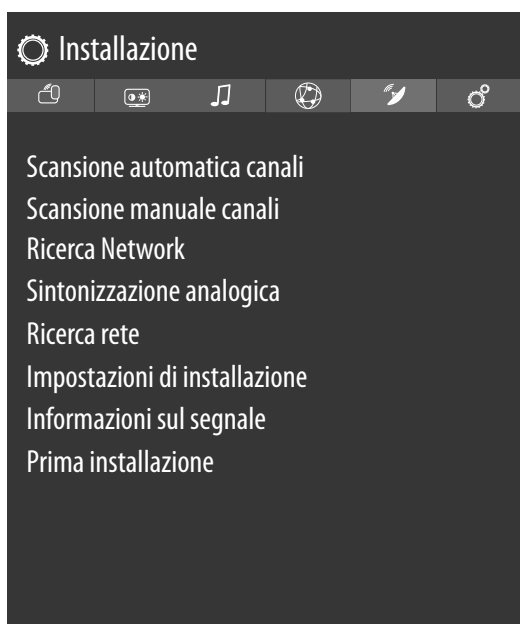 Installazione
Scansione automatica canali
Scansione manuale canali
Ricerca Network
Sintonizzazione analogica
Ricerca rete
Impostazioni di installazione
Informazioni sul segnale
Prima installazione